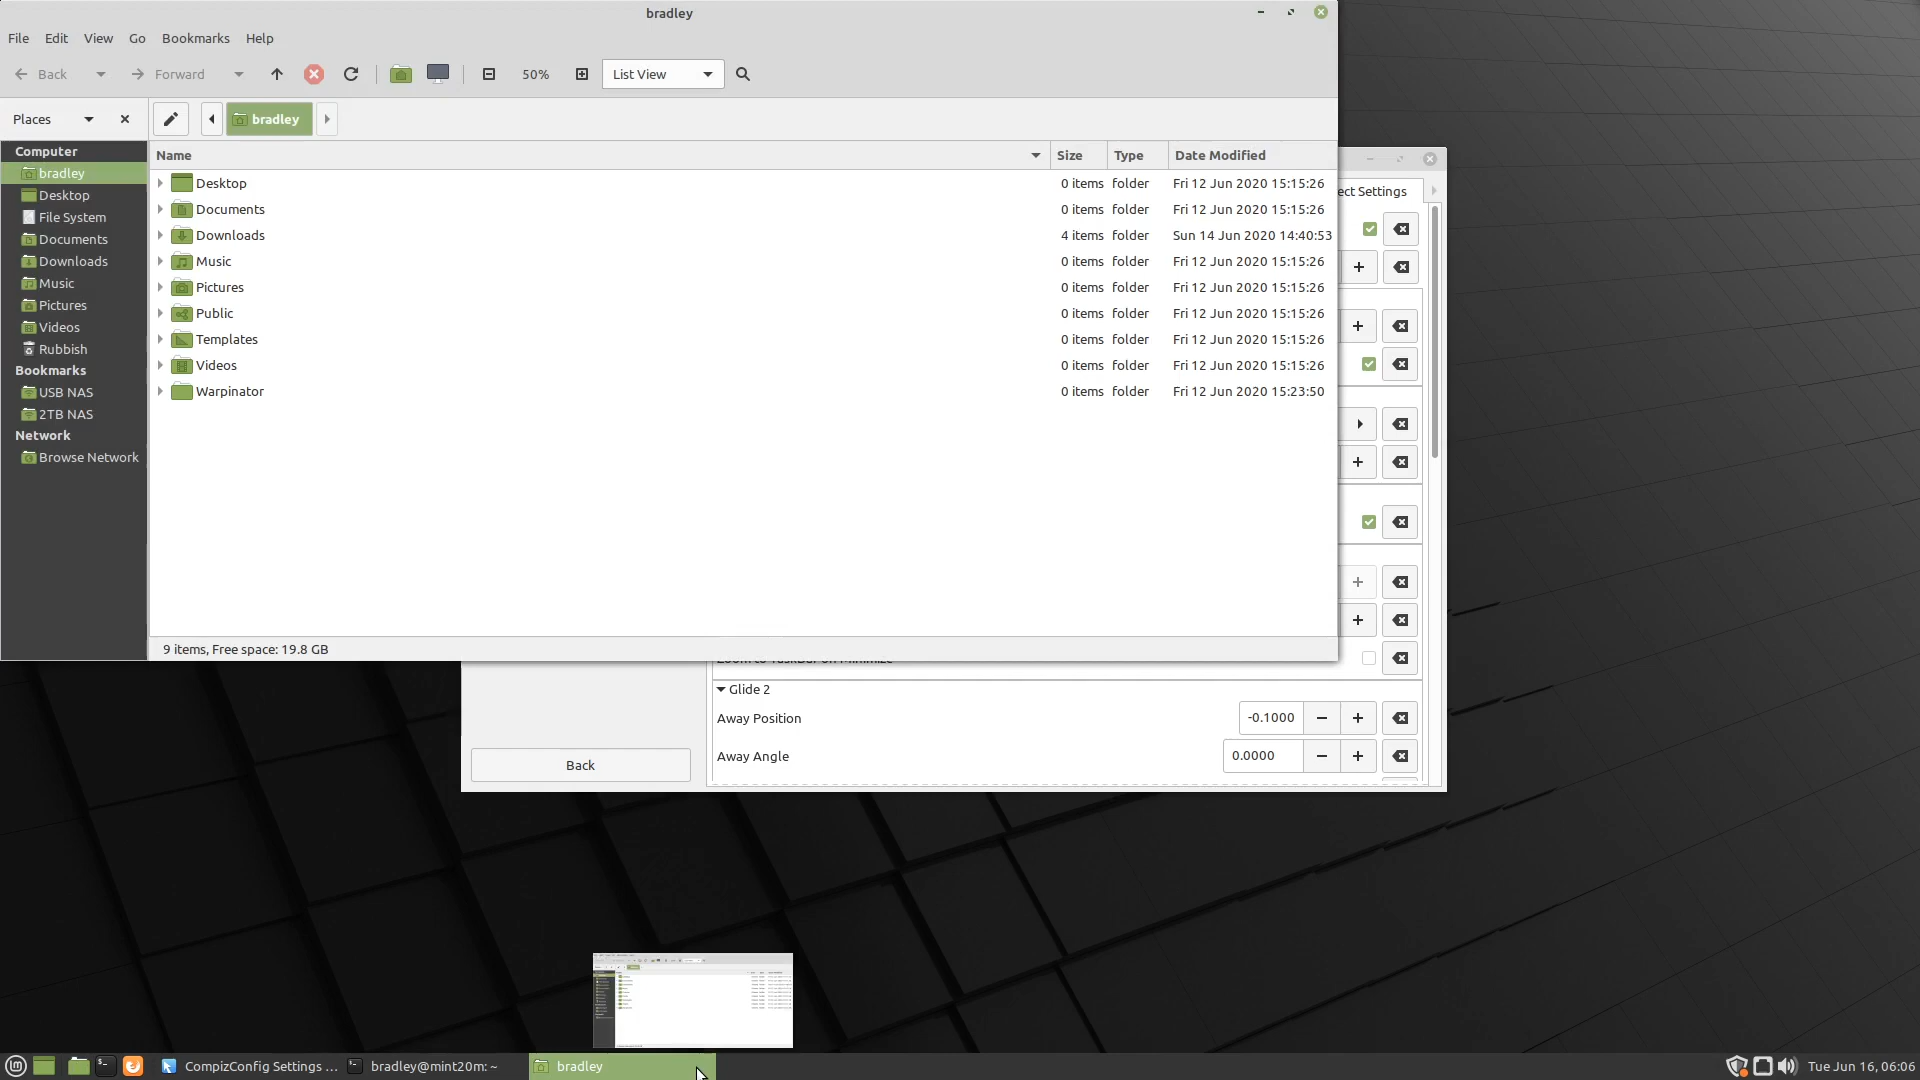 bradley
File Edit View Go Bookmarks Help
Back Forward 50% List View
Places bradley
Name Size Type Date Modified
Computer
bradley
Desktop
File System
Documents
Downloads
Music
Pictures
Videos
Rubbish
Bookmarks
USB NAS
2TB NAS
Network
Browse Network
Desktop 0 items folder Fri 12 Jun 2020 15:15:26
Documents 0 items folder Fri 12 Jun 2020 15:15:26
Downloads 4 items folder Sun 14 Jun 2020 14:40:53
Music 0 items folder Fri 12 Jun 2020 15:15:26
Pictures 0 items folder Fri 12 Jun 2020 15:15:26
Public 0 items folder Fri 12 Jun 2020 15:15:26
Templates 0 items folder Fri 12 Jun 2020 15:15:26
Videos 0 items folder Fri 12 Jun 2020 15:15:26
Warpinator 0 items folder Fri 12 Jun 2020 15:23:50
9 items, Free space: 19.8 GB
ect Settings
Glide 2
Away Position -0.1000
Away Angle 0.0000
Back
CompizConfig Settings ... bradley@mint20m: ~ bradley Tue Jun 16, 06:06